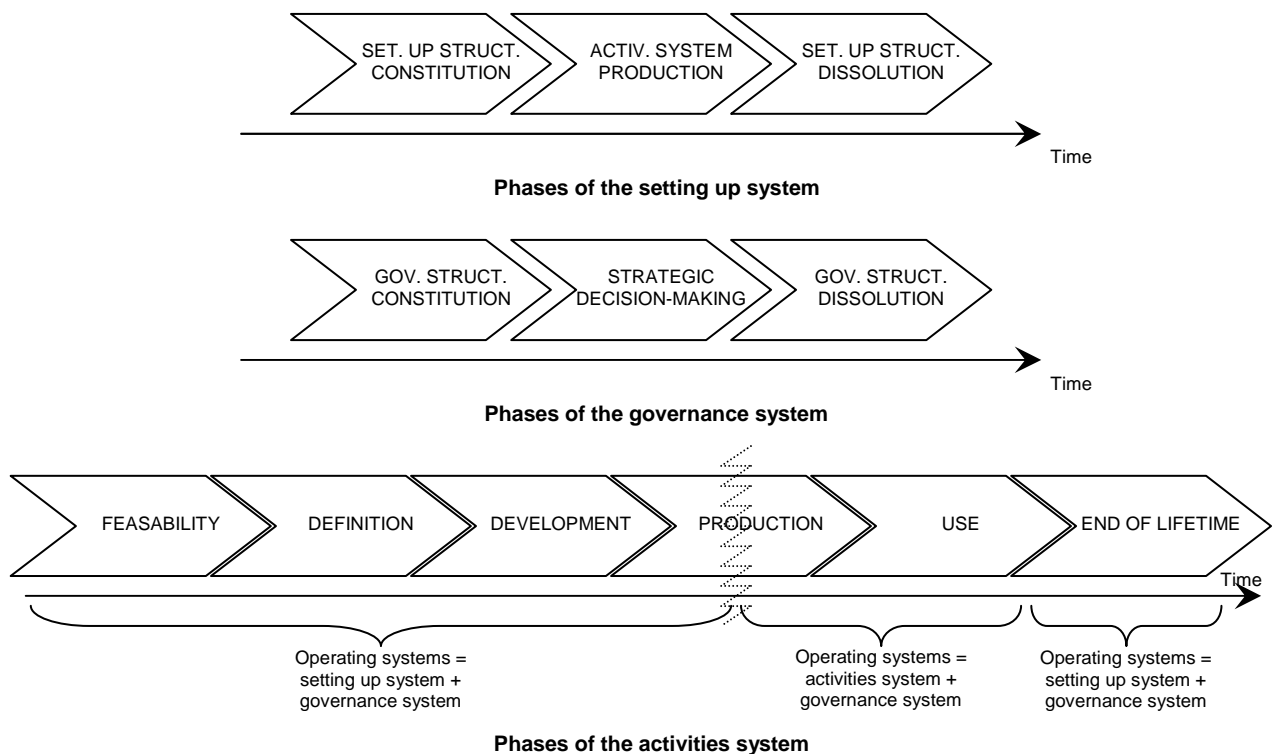 SET. UP STRUCT.
CONSTITUTION
ACTIV. SYSTEM
PRODUCTION
SET. UP STRUCT.
DISSOLUTION
Time
Phases of the setting up system
GOV. STRUCT.
CONSTITUTION
STRATEGIC
DECISION-MAKING
GOV. STRUCT.
DISSOLUTION
Time
Phases of the governance system
FEASABILITY
DEFINITION
DEVELOPMENT
PRODUCTION
USE
END OF LIFETIME
Time
Operating systems =
setting up system +
governance system
Operating systems =
activities system +
governance system
Operating systems =
setting up system +
governance system
Phases of the activities system